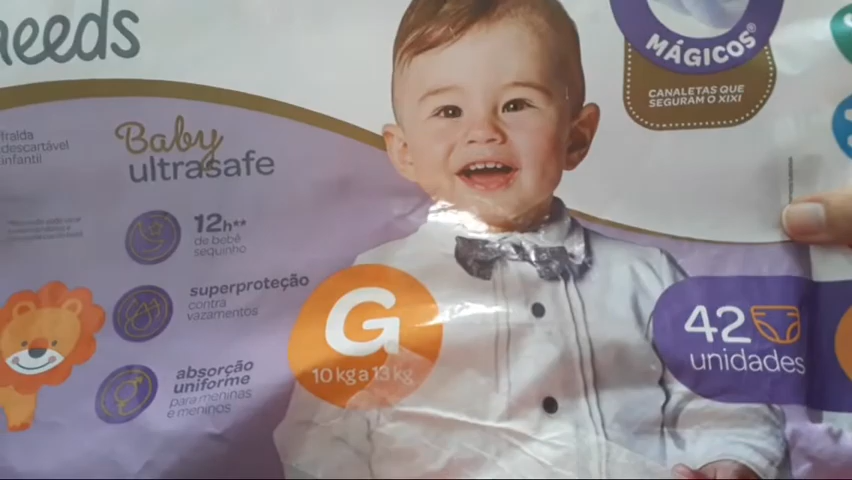 needs
MÁGICOS®
CANALETAS QUE
SEGURAM O XIXI
fralda
descartável
infantil
Baby
ultrasafe
12h**
de bebê
sequinho
superproteção
contra
vazamentos
absorção
uniforme
para meninas
e meninos
G
10 kg a 13 kg
42
unidades